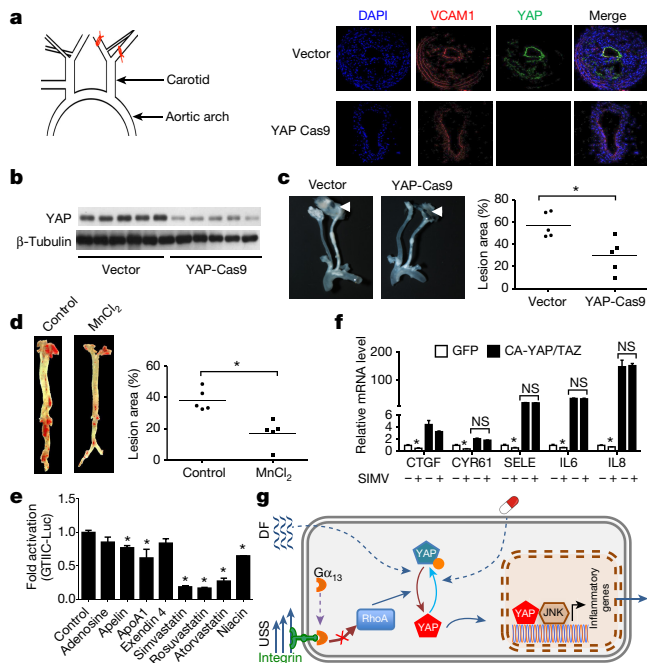 a
Carotid
Aortic arch
DAPI VCAM1 YAP Merge
Vector
YAP Cas9
b
YAP
β-Tubulin
Vector YAP-Cas9
c
Vector YAP-Cas9
Lesion area (%)
80
60
40
20
0
*
Vector YAP-Cas9
d
Control MnCl₂
Lesion area (%)
60
40
20
0
*
Control MnCl₂
f
GFP CA-YAP/TAZ
Relative mRNA level
200
100
6
4
2
0
* * NS * NS * NS * NS
CTGF CYR61 SELE IL6 IL8
SIMV − + − + − + − + − + − + − + − + − + − +
e
Fold activation
(GTIIC-Luc)
1.5
1.0
0.5
0
* * * * * *
Control
Adenosine
Apelin
ApoA1
Exendin 4
Simvastatin
Rosuvastatin
Atorvastatin
Niacin
g
DF
Gα₁₃
USS
Integrin
RhoA
YAP
YAP
YAP JNK
Inflammatory
genes